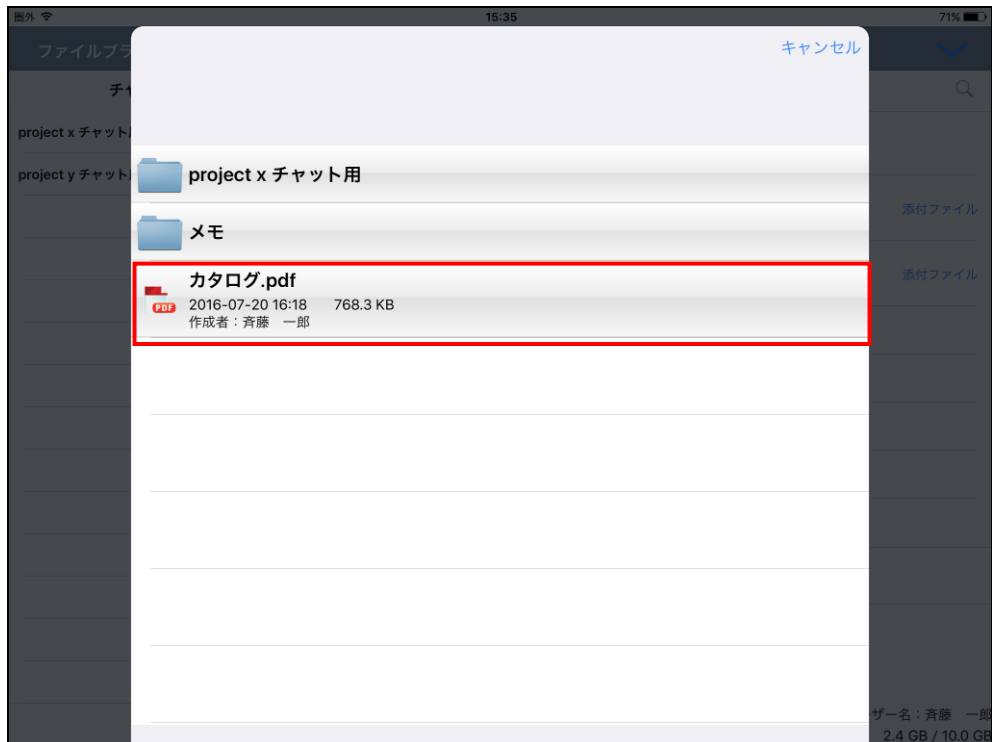 圏外 15:35 71%
ファイルブラ
キャンセル
チャ
project x チャット
project y チャット
project x チャット用
メモ
添付ファイル
カタログ.pdf
添付ファイル
PDF
2016-07-20 16:18 768.3 KB
作成者：斉藤　一郎
ザー名：斉藤　一郎
2.4 GB / 10.0 GB